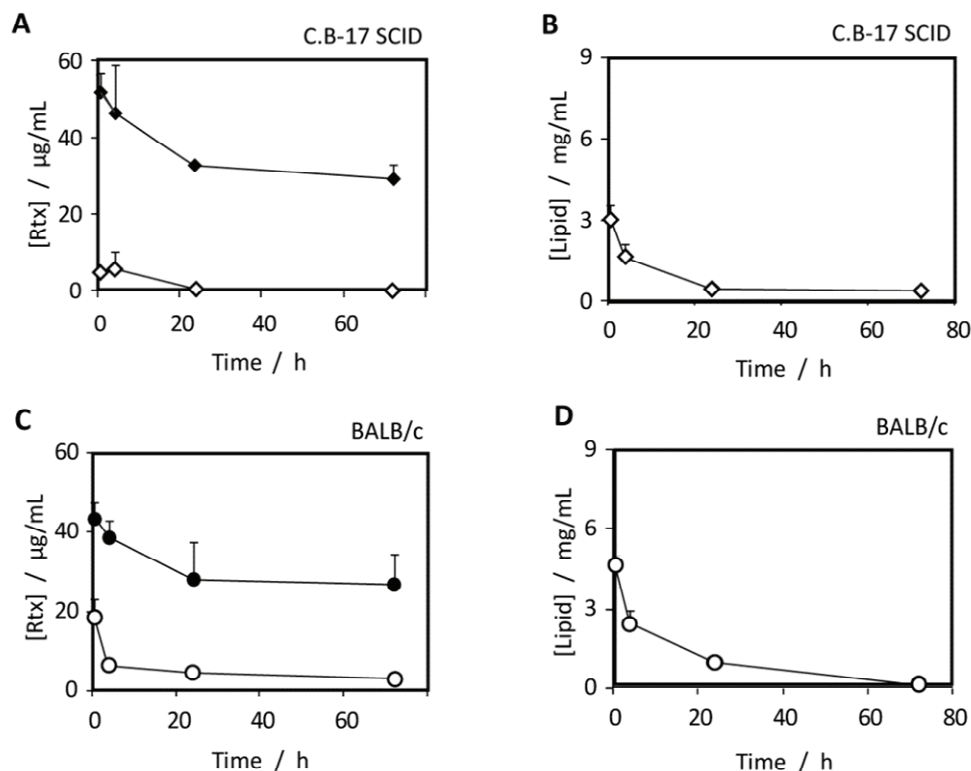 A
C.B-17 SCID
60
40
20
0
[Rtx] / µg/mL
0 20 40 60
Time / h
B
C.B-17 SCID
9
6
3
0
[Lipid] / mg/mL
0 20 40 60 80
Time / h
C
BALB/c
60
40
20
0
[Rtx] / µg/mL
0 20 40 60
Time / h
D
BALB/c
9
6
3
0
[Lipid] / mg/mL
0 20 40 60 80
Time / h